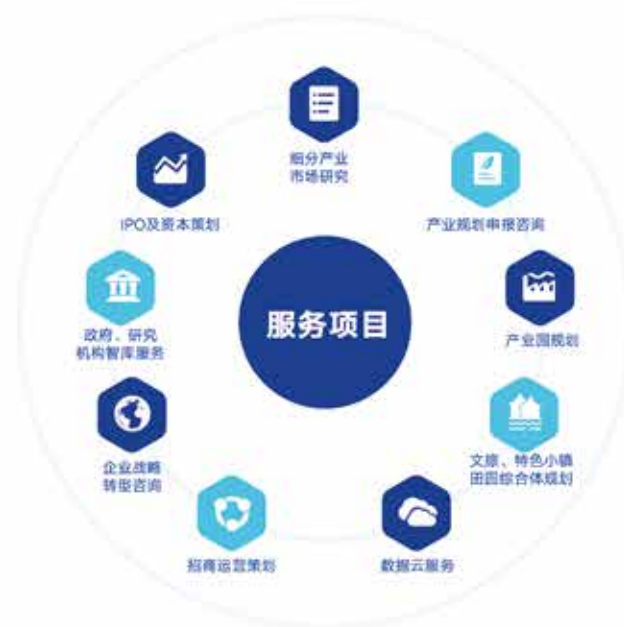 细分产业
市场研究
IPO及资本策划
产业规划申报咨询
政府、研究
机构智库服务
服务项目
产业园规划
企业战略
转型咨询
文旅、特色小镇
田园综合体规划
招商运营策划
数据云服务